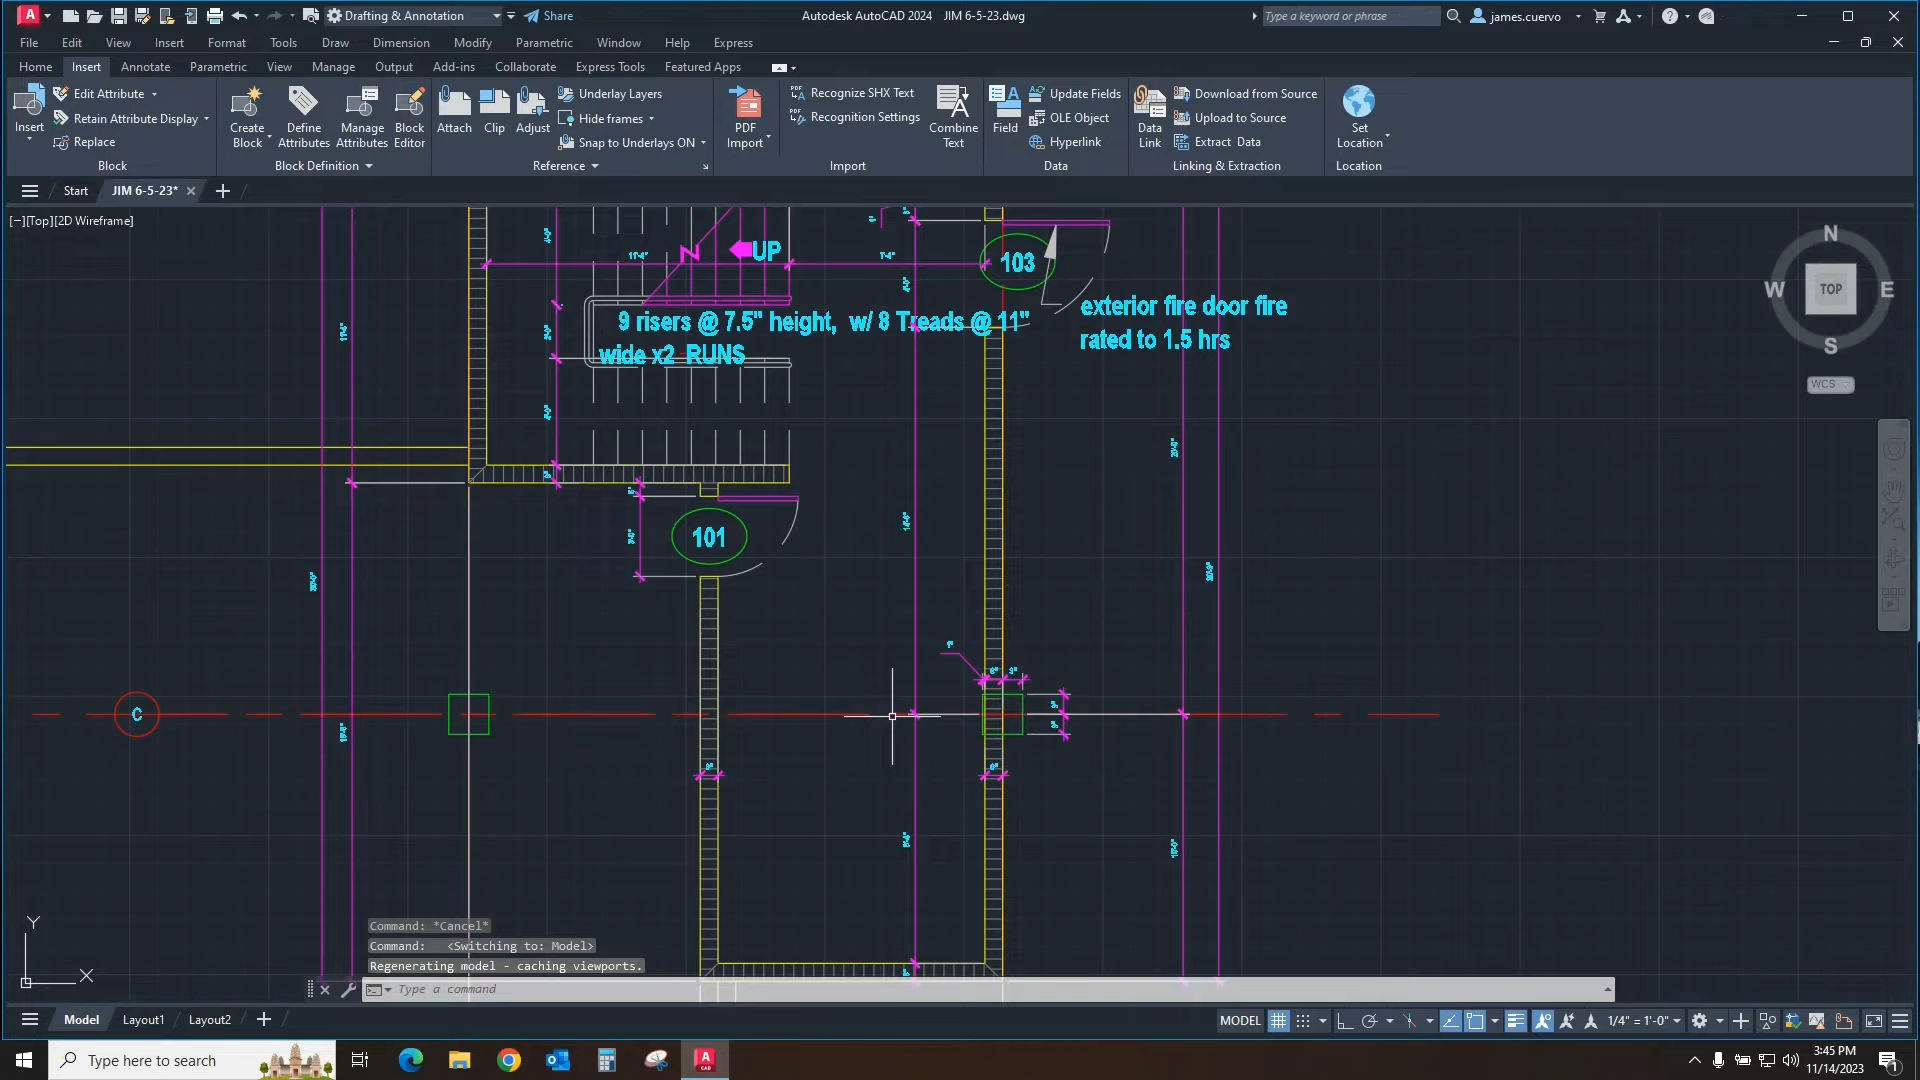 Drafting & Annotation
Share
Autodesk AutoCAD 2024 JIM 6-5-23.dwg
Type a keyword or phrase
james.cuervo
File Edit View Insert Format Tools Draw Dimension Modify Parametric Window Help Express
Home Insert Annotate Parametric View Manage Output Add-ins Collaborate Express Tools Featured Apps
Insert
Edit Attribute
Retain Attribute Display
Replace
Block
Create Block
Define Attributes
Manage Attributes
Block Editor
Block Definition
Attach
Clip
Adjust
Underlay Layers
Hide frames
Snap to Underlays ON
Reference
PDF Import
Recognize SHX Text
Recognition Settings
Combine Text
Import
Field
Update Fields
OLE Object
Hyperlink
Data
Data Link
Download from Source
Upload to Source
Extract Data
Linking & Extraction
Set Location
Location
Start
JIM 6-5-23*
[−][Top][2D Wireframe]
N
W TOP E
S
WCS
UP
11'-4"
103
exterior fire door fire
rated to 1.5 hrs
9 risers @ 7.5" height, w/ 8 Treads @ 11"
wide x2 RUNS
101
C
Y
X
Command: *Cancel*
Command: <Switching to: Model>
Regenerating model - caching viewports.
Type a command
Model Layout1 Layout2
MODEL
1/4" = 1'-0"
Type here to search
3:45 PM
11/14/2023
1